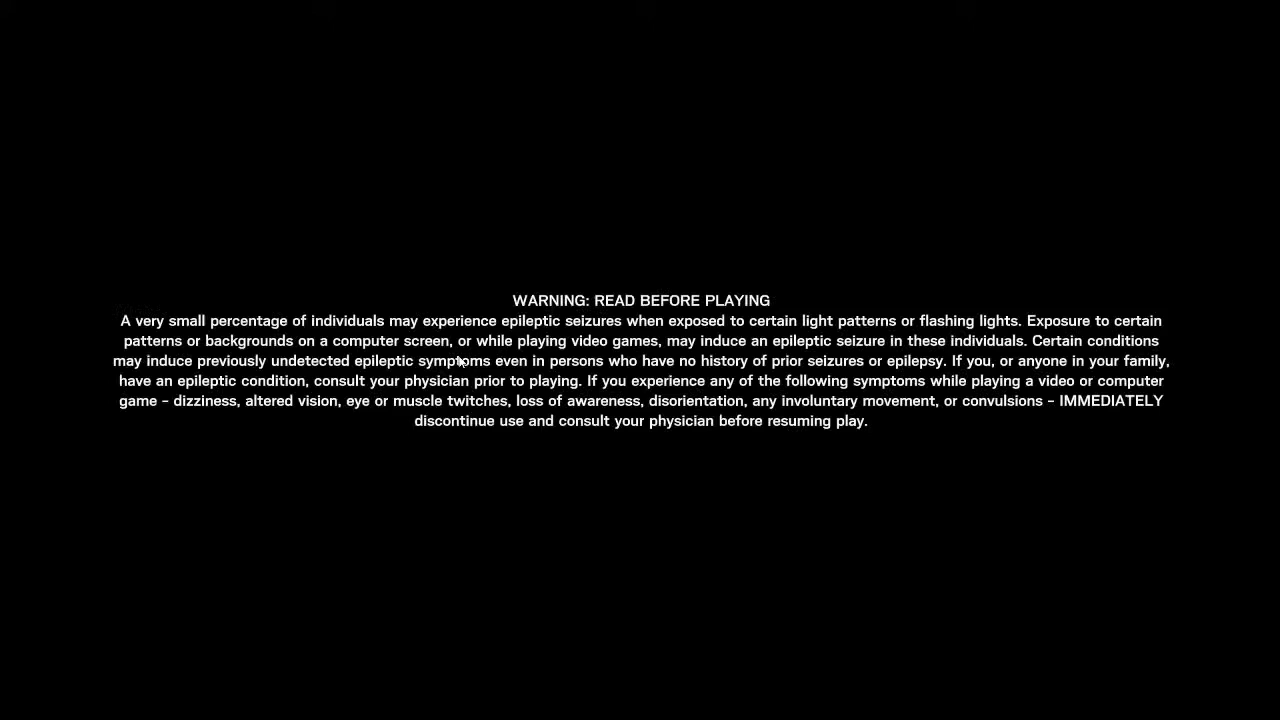 WARNING: READ BEFORE PLAYING
A very small percentage of individuals may experience epileptic seizures when exposed to certain light patterns or flashing lights. Exposure to certain
patterns or backgrounds on a computer screen, or while playing video games, may induce an epileptic seizure in these individuals. Certain conditions
may induce previously undetected epileptic symptoms even in persons who have no history of prior seizures or epilepsy. If you, or anyone in your family,
have an epileptic condition, consult your physician prior to playing. If you experience any of the following symptoms while playing a video or computer
game - dizziness, altered vision, eye or muscle twitches, loss of awareness, disorientation, any involuntary movement, or convulsions - IMMEDIATELY
discontinue use and consult your physician before resuming play.